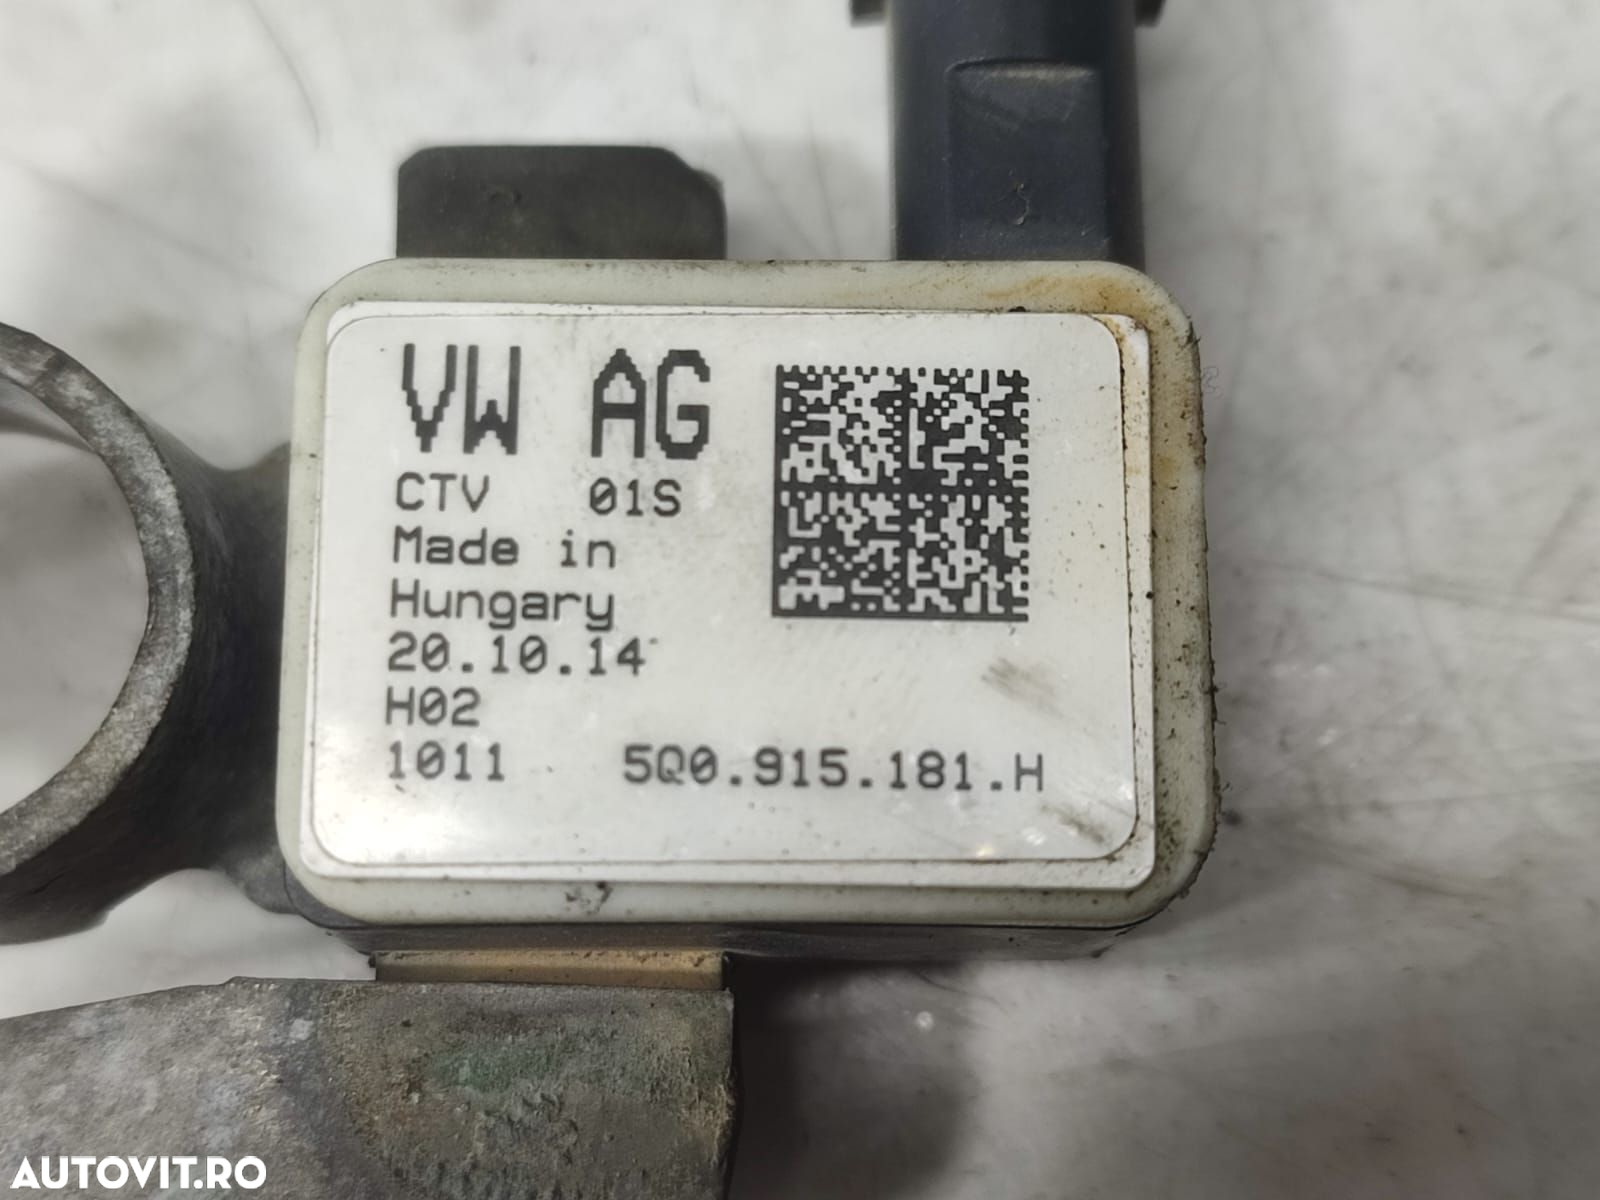 VW AG
CTV 01S
Made in
Hungary
20.10.14
H02
1011 5Q0.915.181.H
AUTOVIT.RO